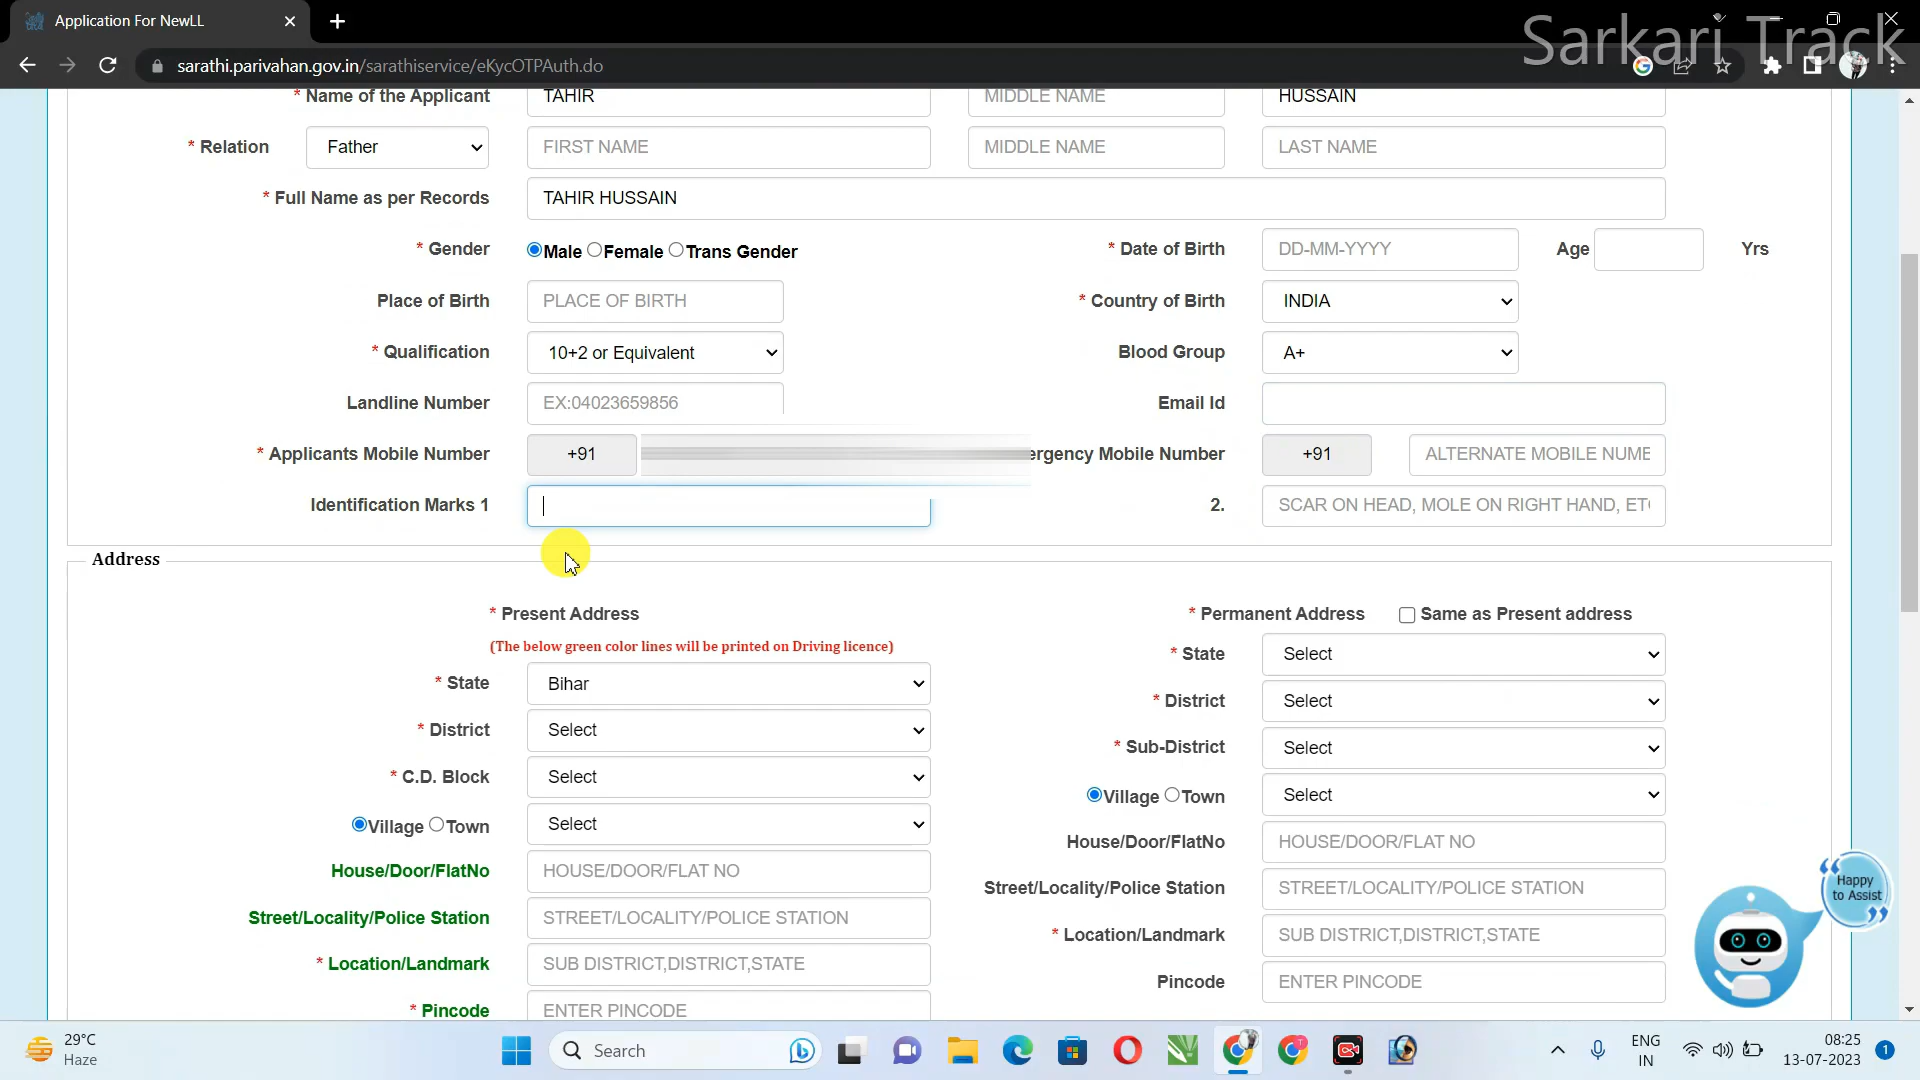 Application For NewLL
Sarkari Track
sarathi.parivahan.gov.in/sarathiservice/eKycOTPAuth.do
* Name of the Applicant TAHIR MIDDLE NAME HUSSAIN
* Relation Father FIRST NAME MIDDLE NAME LAST NAME
* Full Name as per Records TAHIR HUSSAIN
* Gender Male Female Trans Gender * Date of Birth DD-MM-YYYY Age Yrs
Place of Birth PLACE OF BIRTH * Country of Birth INDIA
* Qualification 10+2 or Equivalent Blood Group A+
Landline Number EX:04023659856 Email Id
* Applicants Mobile Number +91 ergency Mobile Number +91 ALTERNATE MOBILE NUMB
Identification Marks 1 2. SCAR ON HEAD, MOLE ON RIGHT HAND, ETC
Address
* Present Address * Permanent Address Same as Present address
(The below green color lines will be printed on Driving licence)
* State Bihar * State Select
* District Select * District Select
* C.D. Block Select * Sub-District Select
Village Town Select Village Town Select
House/Door/FlatNo HOUSE/DOOR/FLAT NO House/Door/FlatNo HOUSE/DOOR/FLAT NO
Street/Locality/Police Station STREET/LOCALITY/POLICE STATION Street/Locality/Police Station STREET/LOCALITY/POLICE STATION
* Location/Landmark SUB DISTRICT,DISTRICT,STATE * Location/Landmark SUB DISTRICT,DISTRICT,STATE
* Pincode ENTER PINCODE Pincode ENTER PINCODE
Happy
to Assist
29°C
Haze
Search
ENG
IN
08:25
13-07-2023
1